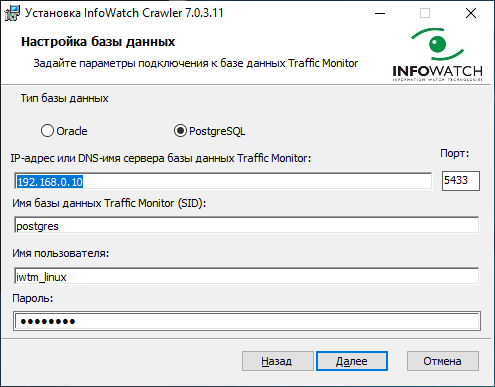 Установка InfoWatch Crawler 7.0.3.11
Настройка базы данных
Задайте параметры подключения к базе данных Traffic Monitor
INFOWATCH
INFORMATION WATCH TECHNOLOGIES
Тип базы данных
Oracle
PostgreSQL
IP-адрес или DNS-имя сервера базы данных Traffic Monitor:
Порт:
192.168.0.10
5433
Имя базы данных Traffic Monitor (SID):
postgres
Имя пользователя:
iwtm_linux
Пароль:
●●●●●●●●
Назад
Далее
Отмена